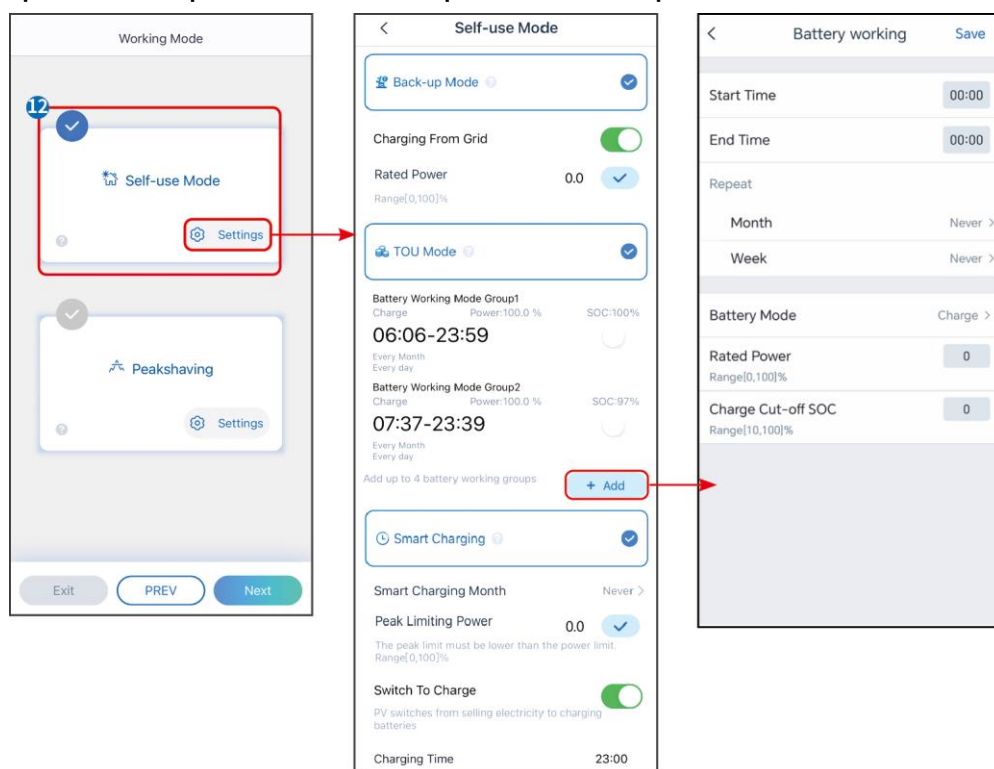 Working Mode
12
Self-use Mode
Settings
Peakshaving
Settings
Exit
PREV
Next
Self-use Mode
Back-up Mode
Charging From Grid
Rated Power 0.0
Range[0,100]%
TOU Mode
Battery Working Mode Group1
Charge Power:100.0 % SOC:100%
06:06-23:59
Every Month
Every day
Battery Working Mode Group2
Charge Power:100.0 % SOC:97%
07:37-23:39
Every Month
Every day
Add up to 4 battery working groups
+ Add
Smart Charging
Smart Charging Month Never >
Peak Limiting Power 0.0
The peak limit must be lower than the power limit.
Range[0,100]%
Switch To Charge
PV switches from selling electricity to charging
batteries
Charging Time 23:00
< Battery working Save
Start Time 00:00
End Time 00:00
Repeat
Month Never >
Week Never >
Battery Mode Charge >
Rated Power 0
Range[0,100]%
Charge Cut-off SOC 0
Range[10,100]%